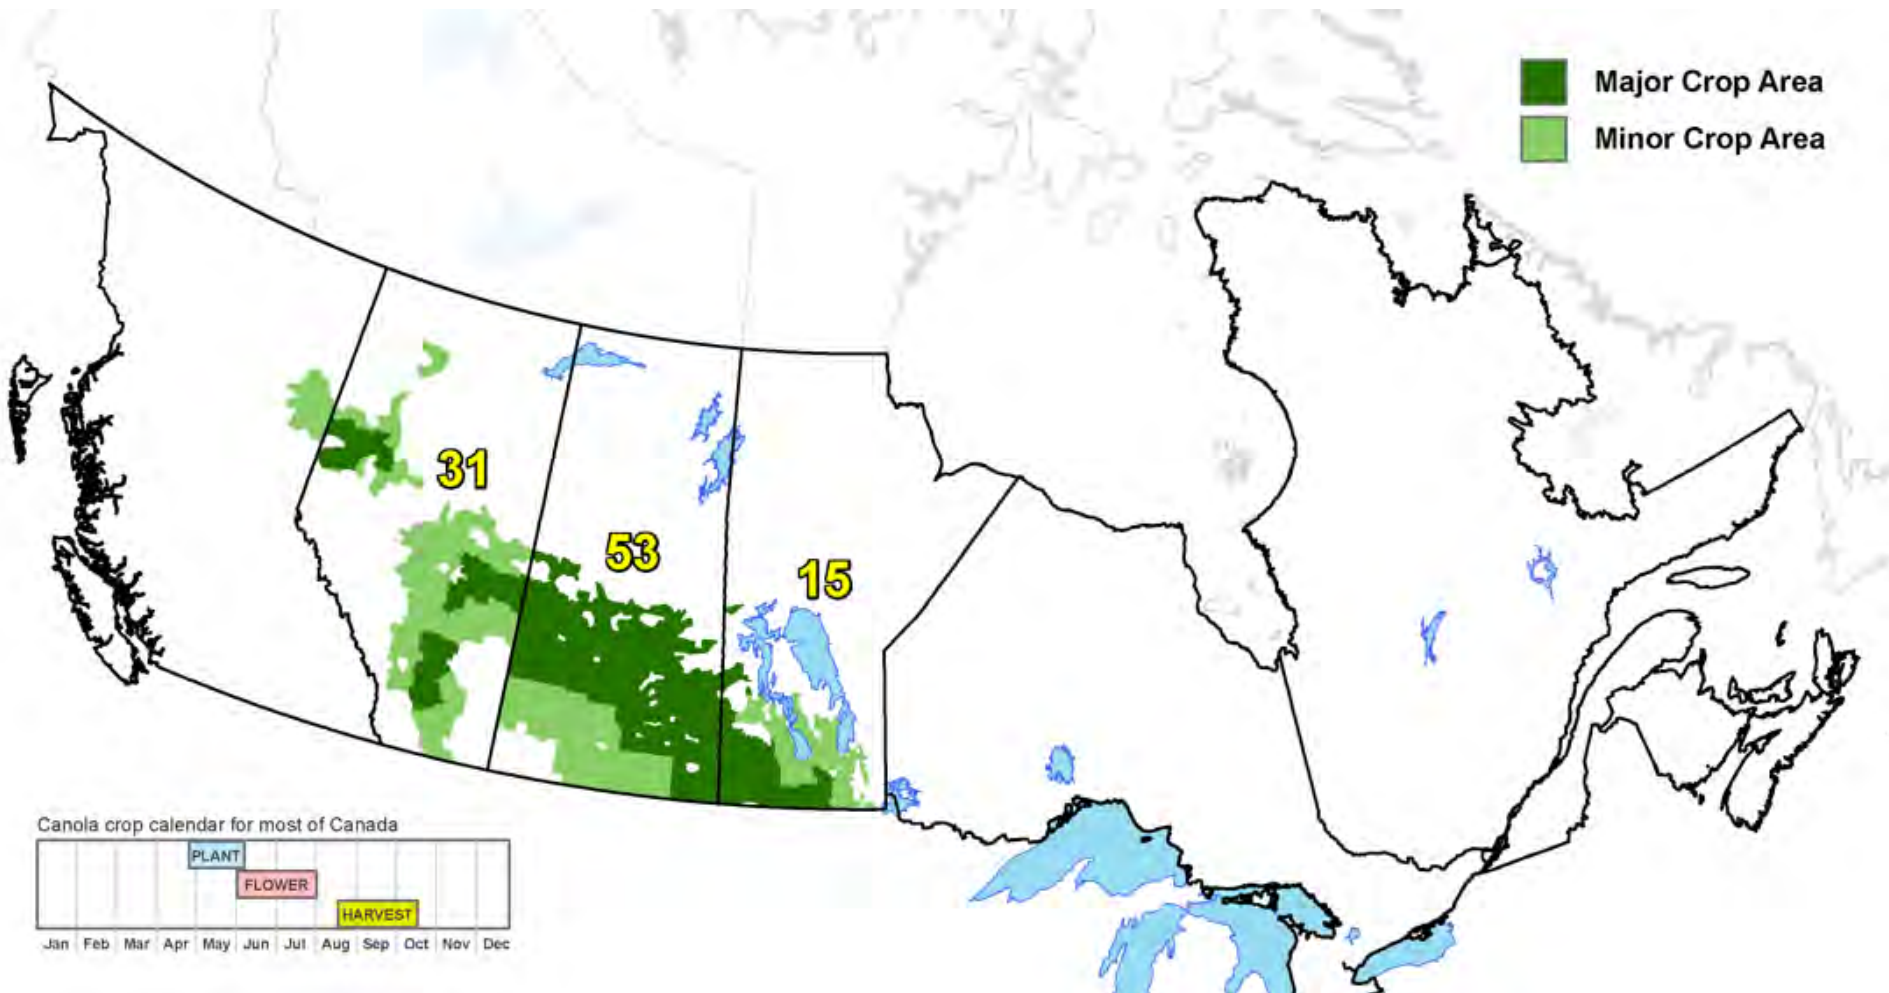 Major Crop Area
Minor Crop Area
31
53
15
Canola crop calendar for most of Canada
PLANT
FLOWER
HARVEST
Jan Feb Mar Apr May Jun Jul Aug Sep Oct Nov Dec